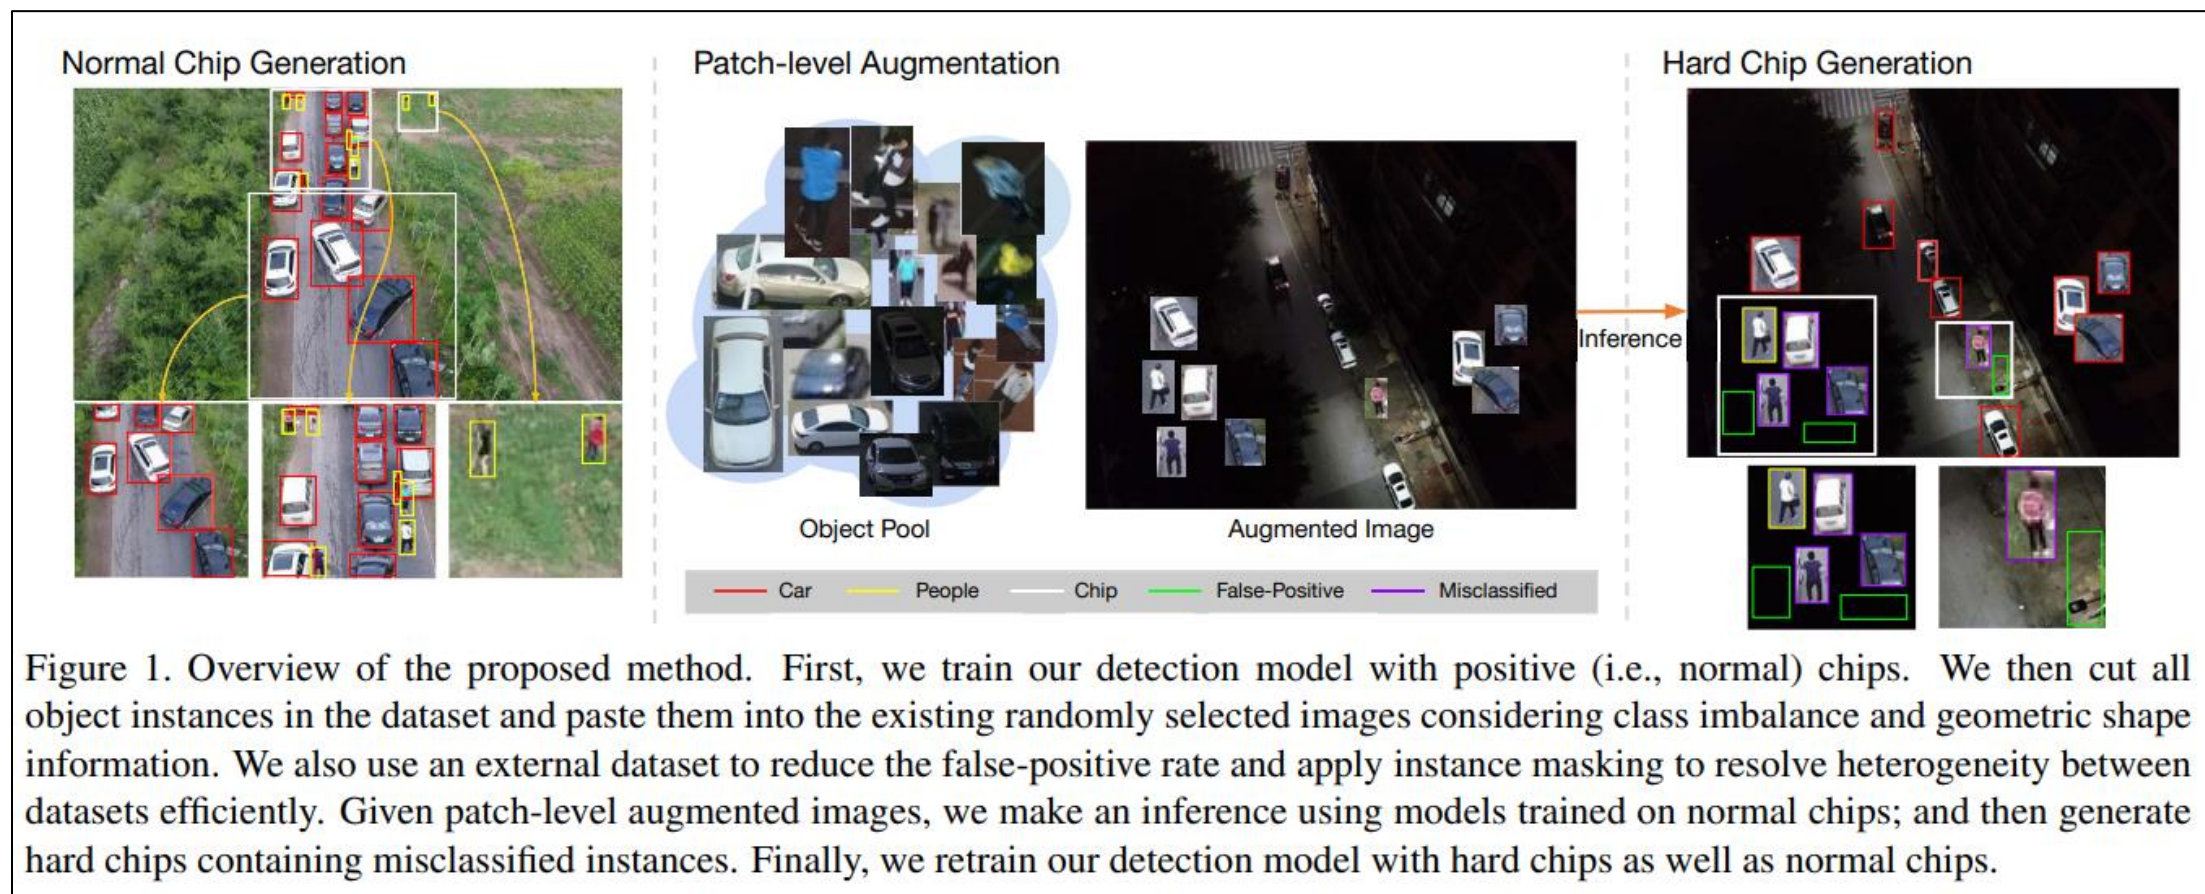 Normal Chip Generation
Patch-level Augmentation
Hard Chip Generation
Inference
Object Pool
Augmented Image
Car
People
Chip
False-Positive
Misclassified
Figure 1. Overview of the proposed method. First, we train our detection model with positive (i.e., normal) chips. We then cut all
object instances in the dataset and paste them into the existing randomly selected images considering class imbalance and geometric shape
information. We also use an external dataset to reduce the false-positive rate and apply instance masking to resolve heterogeneity between
datasets efficiently. Given patch-level augmented images, we make an inference using models trained on normal chips; and then generate
hard chips containing misclassified instances. Finally, we retrain our detection model with hard chips as well as normal chips.